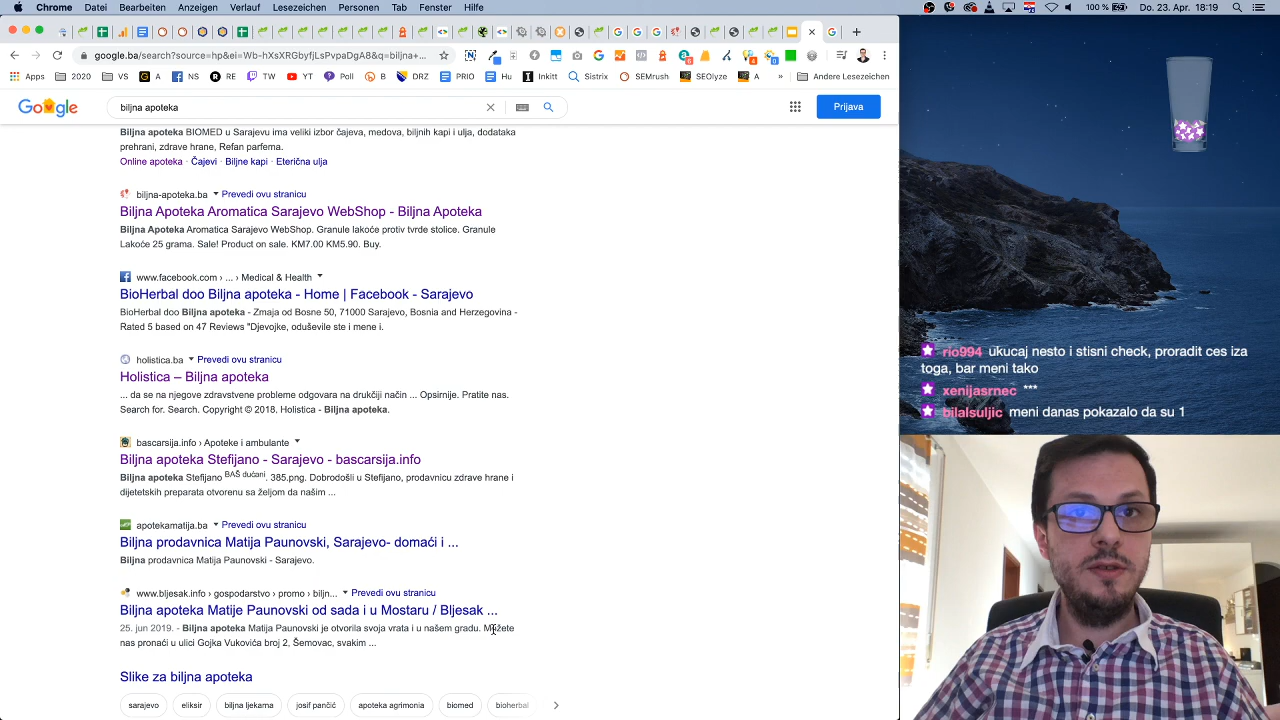 Chrome Datei Bearbeiten Anzeigen Verlauf Lesezeichen Personen Tab Fenster Hilfe
100% Do. 23. Apr. 18:19
google.ba/search?source=hp&ei=Wb-hXsXRGbyfjLsPvpaDgA8&q=biljna+...
Apps 2020 VS A NS RE TW YT Poll B DRZ PRIO Hu Inkitt Sistrix SEMrush SEOlyze A » Andere Lesezeichen
Google
biljna apoteka
Prijava
Biljna apoteka BIOMED u Sarajevu ima veliki izbor čajeva, medova, biljnih kapi i ulja, dodataka
prehrani, zdrave hrane, Refan parfema.
Online apoteka · Čajevi · Biljne kapi · Eterična ulja
biljna-apoteka.ba Prevedi ovu stranicu
Biljna Apoteka Aromatica Sarajevo WebShop - Biljna Apoteka
Biljna Apoteka Aromatica Sarajevo WebShop. Granule lakoće protiv tvrde stolice. Granule
Lakoće 25 grama. Sale! Product on sale. KM7.00 KM5.90. Buy.
www.facebook.com › ... › Medical & Health
BioHerbal doo Biljna apoteka - Home | Facebook - Sarajevo
BioHerbal doo Biljna apoteka - Zmaja od Bosne 50, 71000 Sarajevo, Bosnia and Herzegovina -
Rated 5 based on 47 Reviews "Djevojke, oduševile ste i mene i.
holistica.ba Prevedi ovu stranicu
Holistica – Biljna apoteka
... da se na njegove zdravstvene probleme odgovara na drukčiji način ... Opsirnije. Pratite nas.
Search for. Search. Copyright © 2018. Holistica - Biljna apoteka.
bascarsija.info › Apoteke i ambulante
Biljna apoteka Stefijano - Sarajevo - bascarsija.info
Biljna apoteka Stefijano BAŠ dućani, 385.png. Dobrodošli u Stefijano, prodavnicu zdrave hrane i
dijetetskih preparata otvorenu sa željom da našim ...
apotekamatija.ba Prevedi ovu stranicu
Biljna prodavnica Matija Paunovski, Sarajevo- domaći i ...
Biljna prodavnica Matija Paunovski - Sarajevo.
www.bljesak.info › gospodarstvo › promo › biljn... Prevedi ovu stranicu
Biljna apoteka Matije Paunovski od sada i u Mostaru / Bljesak ...
25. jun 2019. - Biljna apoteka Matija Paunovski je otvorila svoja vrata i u našem gradu. Možete
nas pronaći u ulici Gojka Vukovića broj 2, Šemovac, svakim ...
Slike za biljna apoteka
sarajevo eliksir biljna ljekarna josif pančić apoteka agrimonia biomed bioherbal
rio994 ukucaj nesto i stisni check, proradit ces iza
toga, bar meni tako
xenijasrnec ***
bilalsuljic meni danas pokazalo da su 1